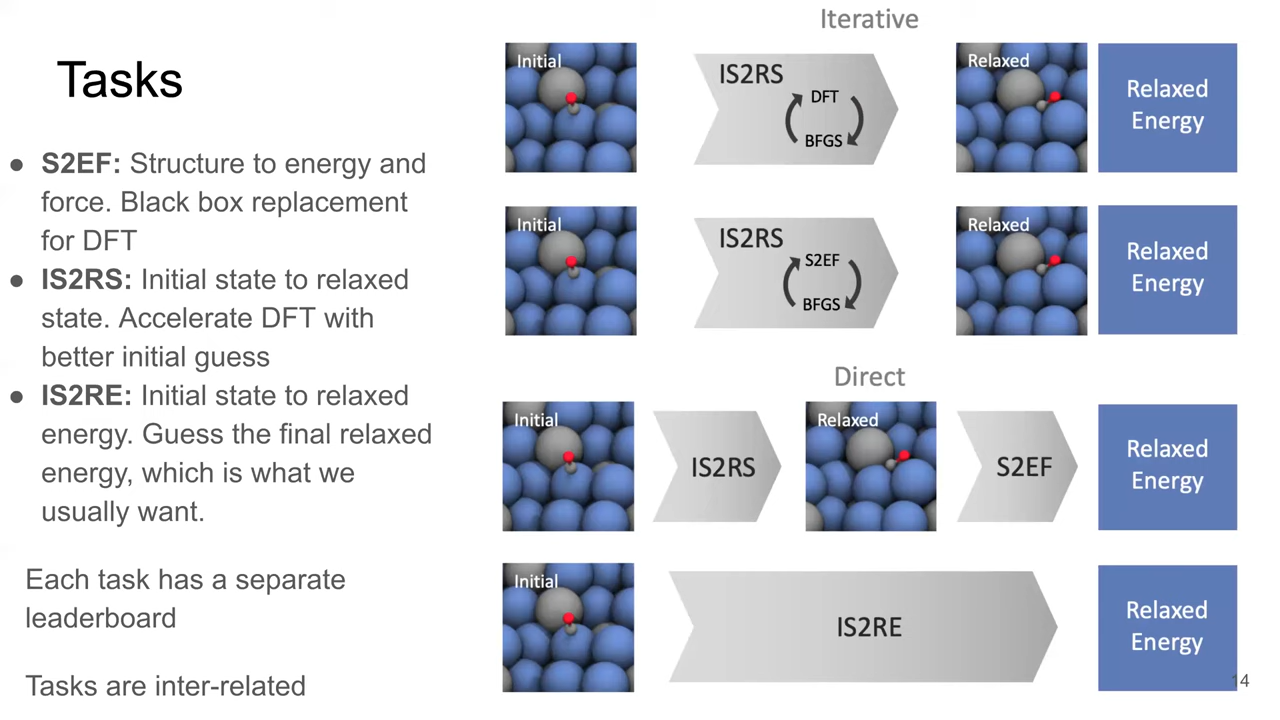 Tasks
● S2EF: Structure to energy and
force. Black box replacement
for DFT
● IS2RS: Initial state to relaxed
state. Accelerate DFT with
better initial guess
● IS2RE: Initial state to relaxed
energy. Guess the final relaxed
energy, which is what we
usually want.
Each task has a separate
leaderboard
Tasks are inter-related
Iterative
Initial
IS2RS
DFT
BFGS
Relaxed
Relaxed
Energy
Initial
IS2RS
S2EF
BFGS
Relaxed
Relaxed
Energy
Direct
Initial
IS2RS
Relaxed
S2EF
Relaxed
Energy
Initial
IS2RE
Relaxed
Energy
14